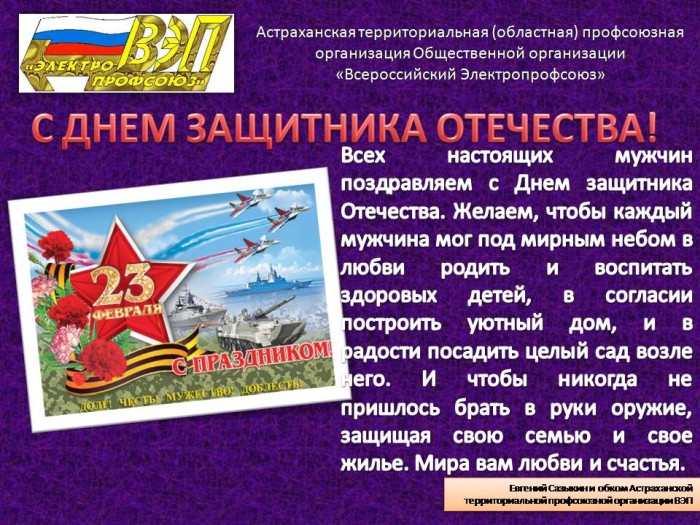 ВЭП
«ЭЛЕКТРО
ПРОФСОЮЗ»
Астраханская территориальная (областная) профсоюзная
организация Общественной организации
«Всероссийский Электропрофсоюз»
С ДНЕМ ЗАЩИТНИКА ОТЕЧЕСТВА!
23
ФЕВРАЛЯ
С ПРАЗДНИКОМ!
ДОЛГ! ЧЕСТЬ! МУЖЕСТВО! ДОБЛЕСТЬ!
Всех настоящих мужчин
поздравляем с Днем защитника
Отечества. Желаем, чтобы каждый
мужчина мог под мирным небом в
любви родить и воспитать
здоровых детей, в согласии
построить уютный дом, и в
радости посадить целый сад возле
него. И чтобы никогда не
пришлось брать в руки оружие,
защищая свою семью и свое
жилье. Мира вам любви и счастья.
Евгений Сазыкин и обком Астраханской
территориальной профсоюзной организации ВЭП